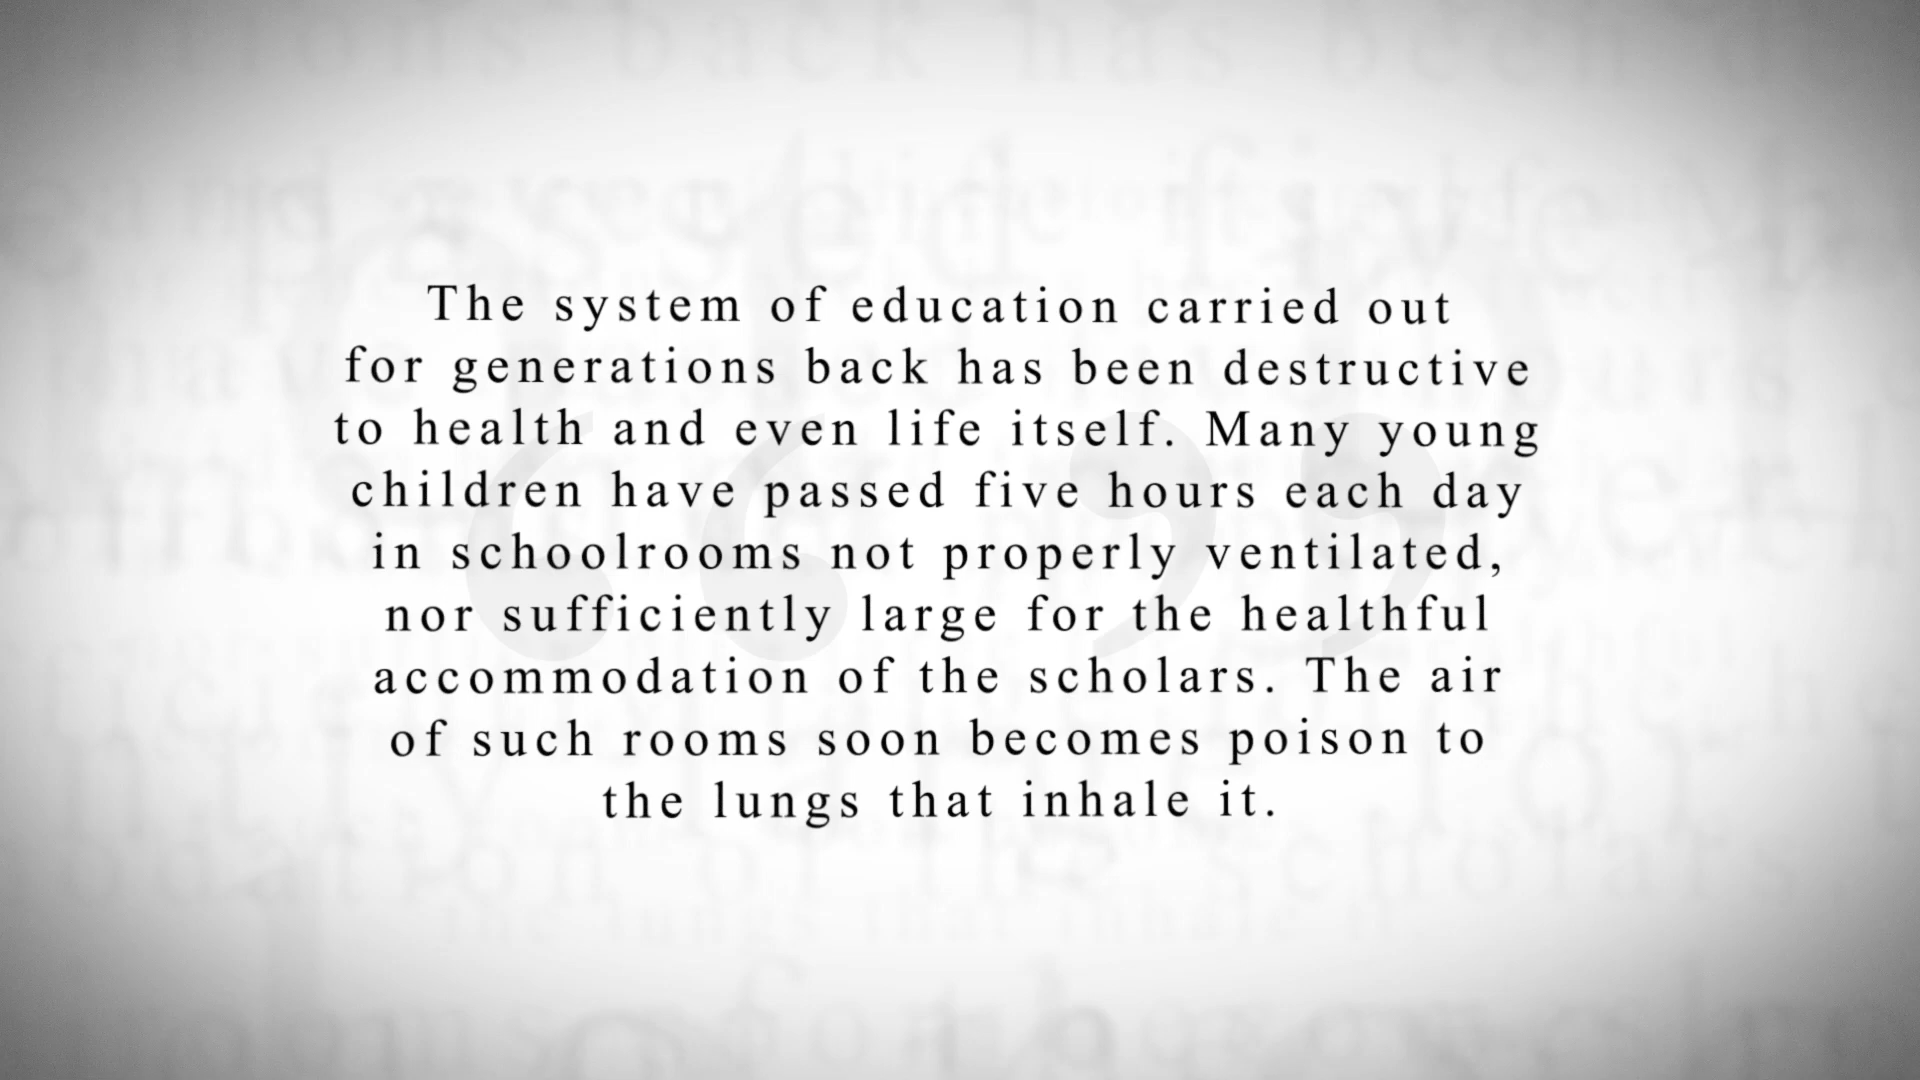 The system of education carried out
for generations back has been destructive
to health and even life itself. Many young
children have passed five hours each day
in schoolrooms not properly ventilated,
nor sufficiently large for the healthful
accommodation of the scholars. The air
of such rooms soon becomes poison to
the lungs that inhale it.